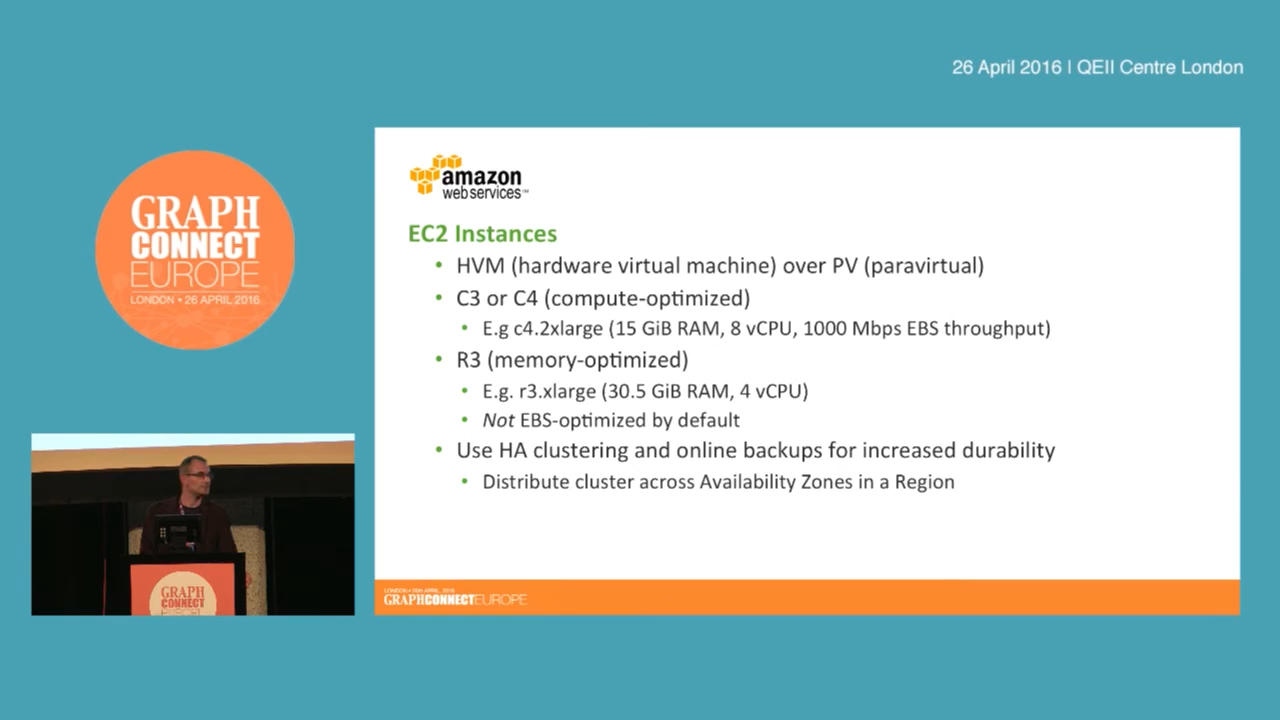 26 April 2016 | QEII Centre London
GRAPH
CONNECT
EUROPE
LONDON • 26 APRIL 2016
amazon
webservices™
EC2 Instances
• HVM (hardware virtual machine) over PV (paravirtual)
• C3 or C4 (compute-optimized)
• E.g c4.2xlarge (15 GiB RAM, 8 vCPU, 1000 Mbps EBS throughput)
• R3 (memory-optimized)
• E.g. r3.xlarge (30.5 GiB RAM, 4 vCPU)
• Not EBS-optimized by default
• Use HA clustering and online backups for increased durability
• Distribute cluster across Availability Zones in a Region
GRAPHCONNECTEUROPE
GRAPH
CONNECT